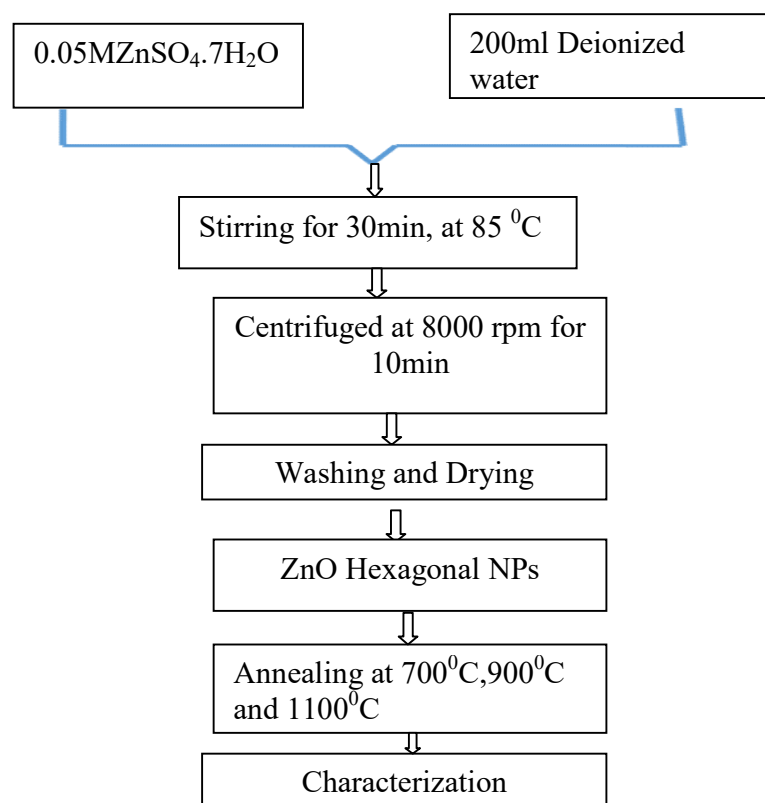 0.05MZnSO₄.7H₂O
200ml Deionized
water
Stirring for 30min, at 85 ⁰C
Centrifuged at 8000 rpm for
10min
Washing and Drying
ZnO Hexagonal NPs
Annealing at 700⁰C,900⁰C
and 1100⁰C
Characterization